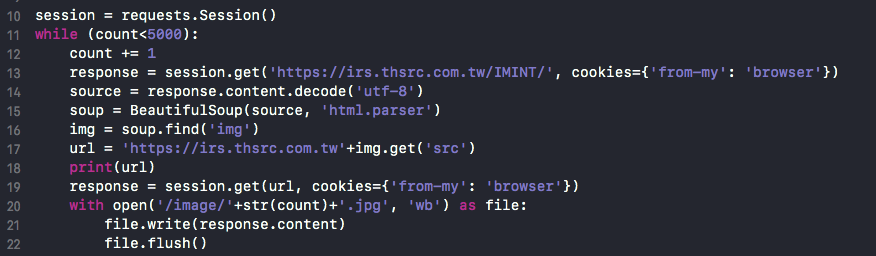 10 session = requests.Session()
11 while (count<5000):
12     count += 1
13     response = session.get('https://irs.thsrc.com.tw/IMINT/', cookies={'from-my': 'browser'})
14     source = response.content.decode('utf-8')
15     soup = BeautifulSoup(source, 'html.parser')
16     img = soup.find('img')
17     url = 'https://irs.thsrc.com.tw'+img.get('src')
18     print(url)
19     response = session.get(url, cookies={'from-my': 'browser'})
20     with open('/image/'+str(count)+'.jpg', 'wb') as file:
21         file.write(response.content)
22         file.flush()